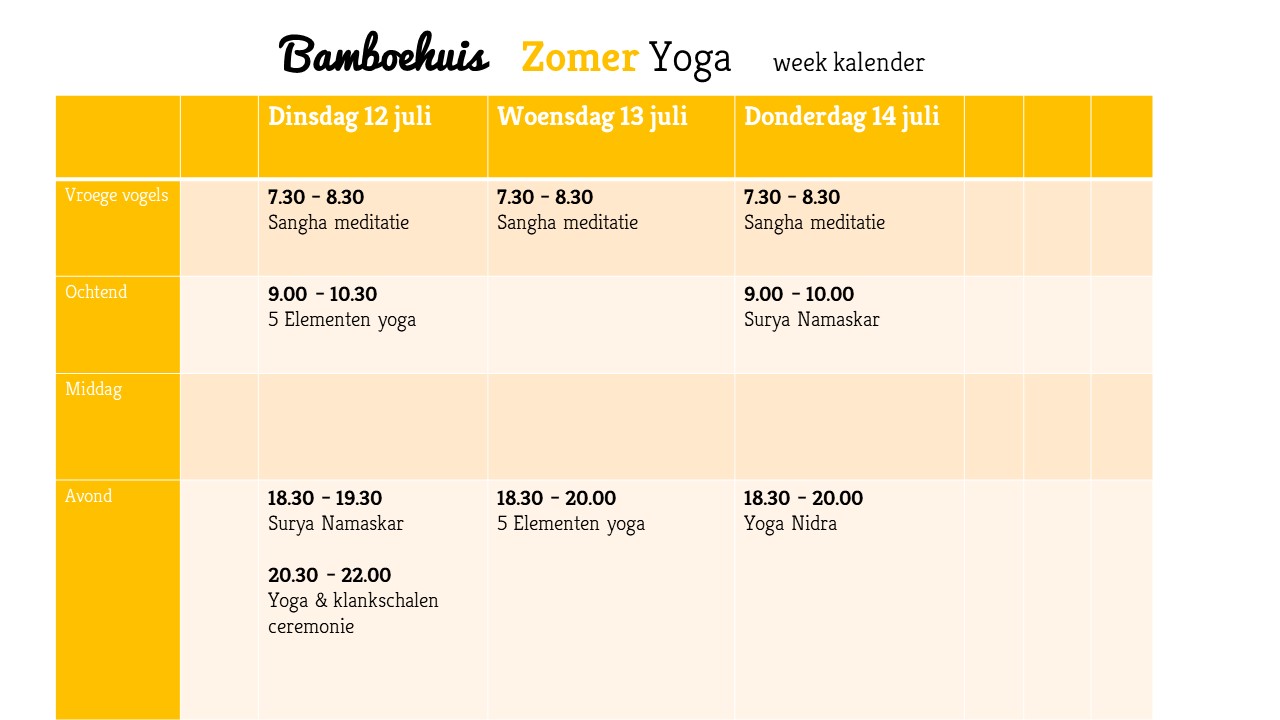 Bamboehuis Zomer Yoga week kalender
Dinsdag 12 juli Woensdag 13 juli Donderdag 14 juli
Vroege vogels 7.30 – 8.30 7.30 – 8.30 7.30 – 8.30
Sangha meditatie Sangha meditatie Sangha meditatie
Ochtend 9.00 – 10.30 9.00 – 10.00
5 Elementen yoga Surya Namaskar
Middag
Avond 18.30 – 19.30 18.30 – 20.00 18.30 – 20.00
Surya Namaskar 5 Elementen yoga Yoga Nidra
20.30 – 22.00
Yoga & klankschalen
ceremonie